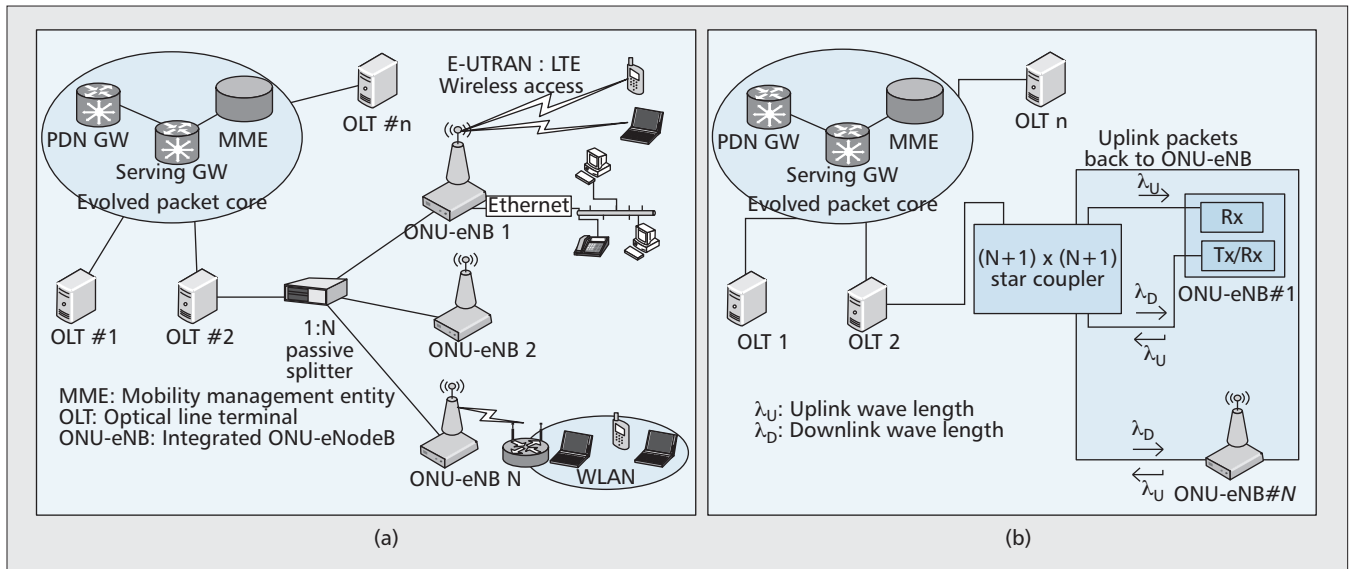 E-UTRAN : LTE
Wireless access
PDN GW
MME
Serving GW
Evolved packet core
OLT #n
Ethernet
ONU-eNB 1
OLT #1
OLT #2
1:N
passive
splitter
ONU-eNB 2
MME: Mobility management entity
OLT: Optical line terminal
ONU-eNB: Integrated ONU-eNodeB
ONU-eNB N
WLAN
(a)
PDN GW
MME
Serving GW
Evolved packet core
OLT n
Uplink packets
back to ONU-eNB
λU
Rx
Tx/Rx
(N+1) x (N+1)
star coupler
ONU-eNB#1
λD
λU
OLT 1
OLT 2
λU: Uplink wave length
λD: Downlink wave length
λD
λU
ONU-eNB#N
(b)